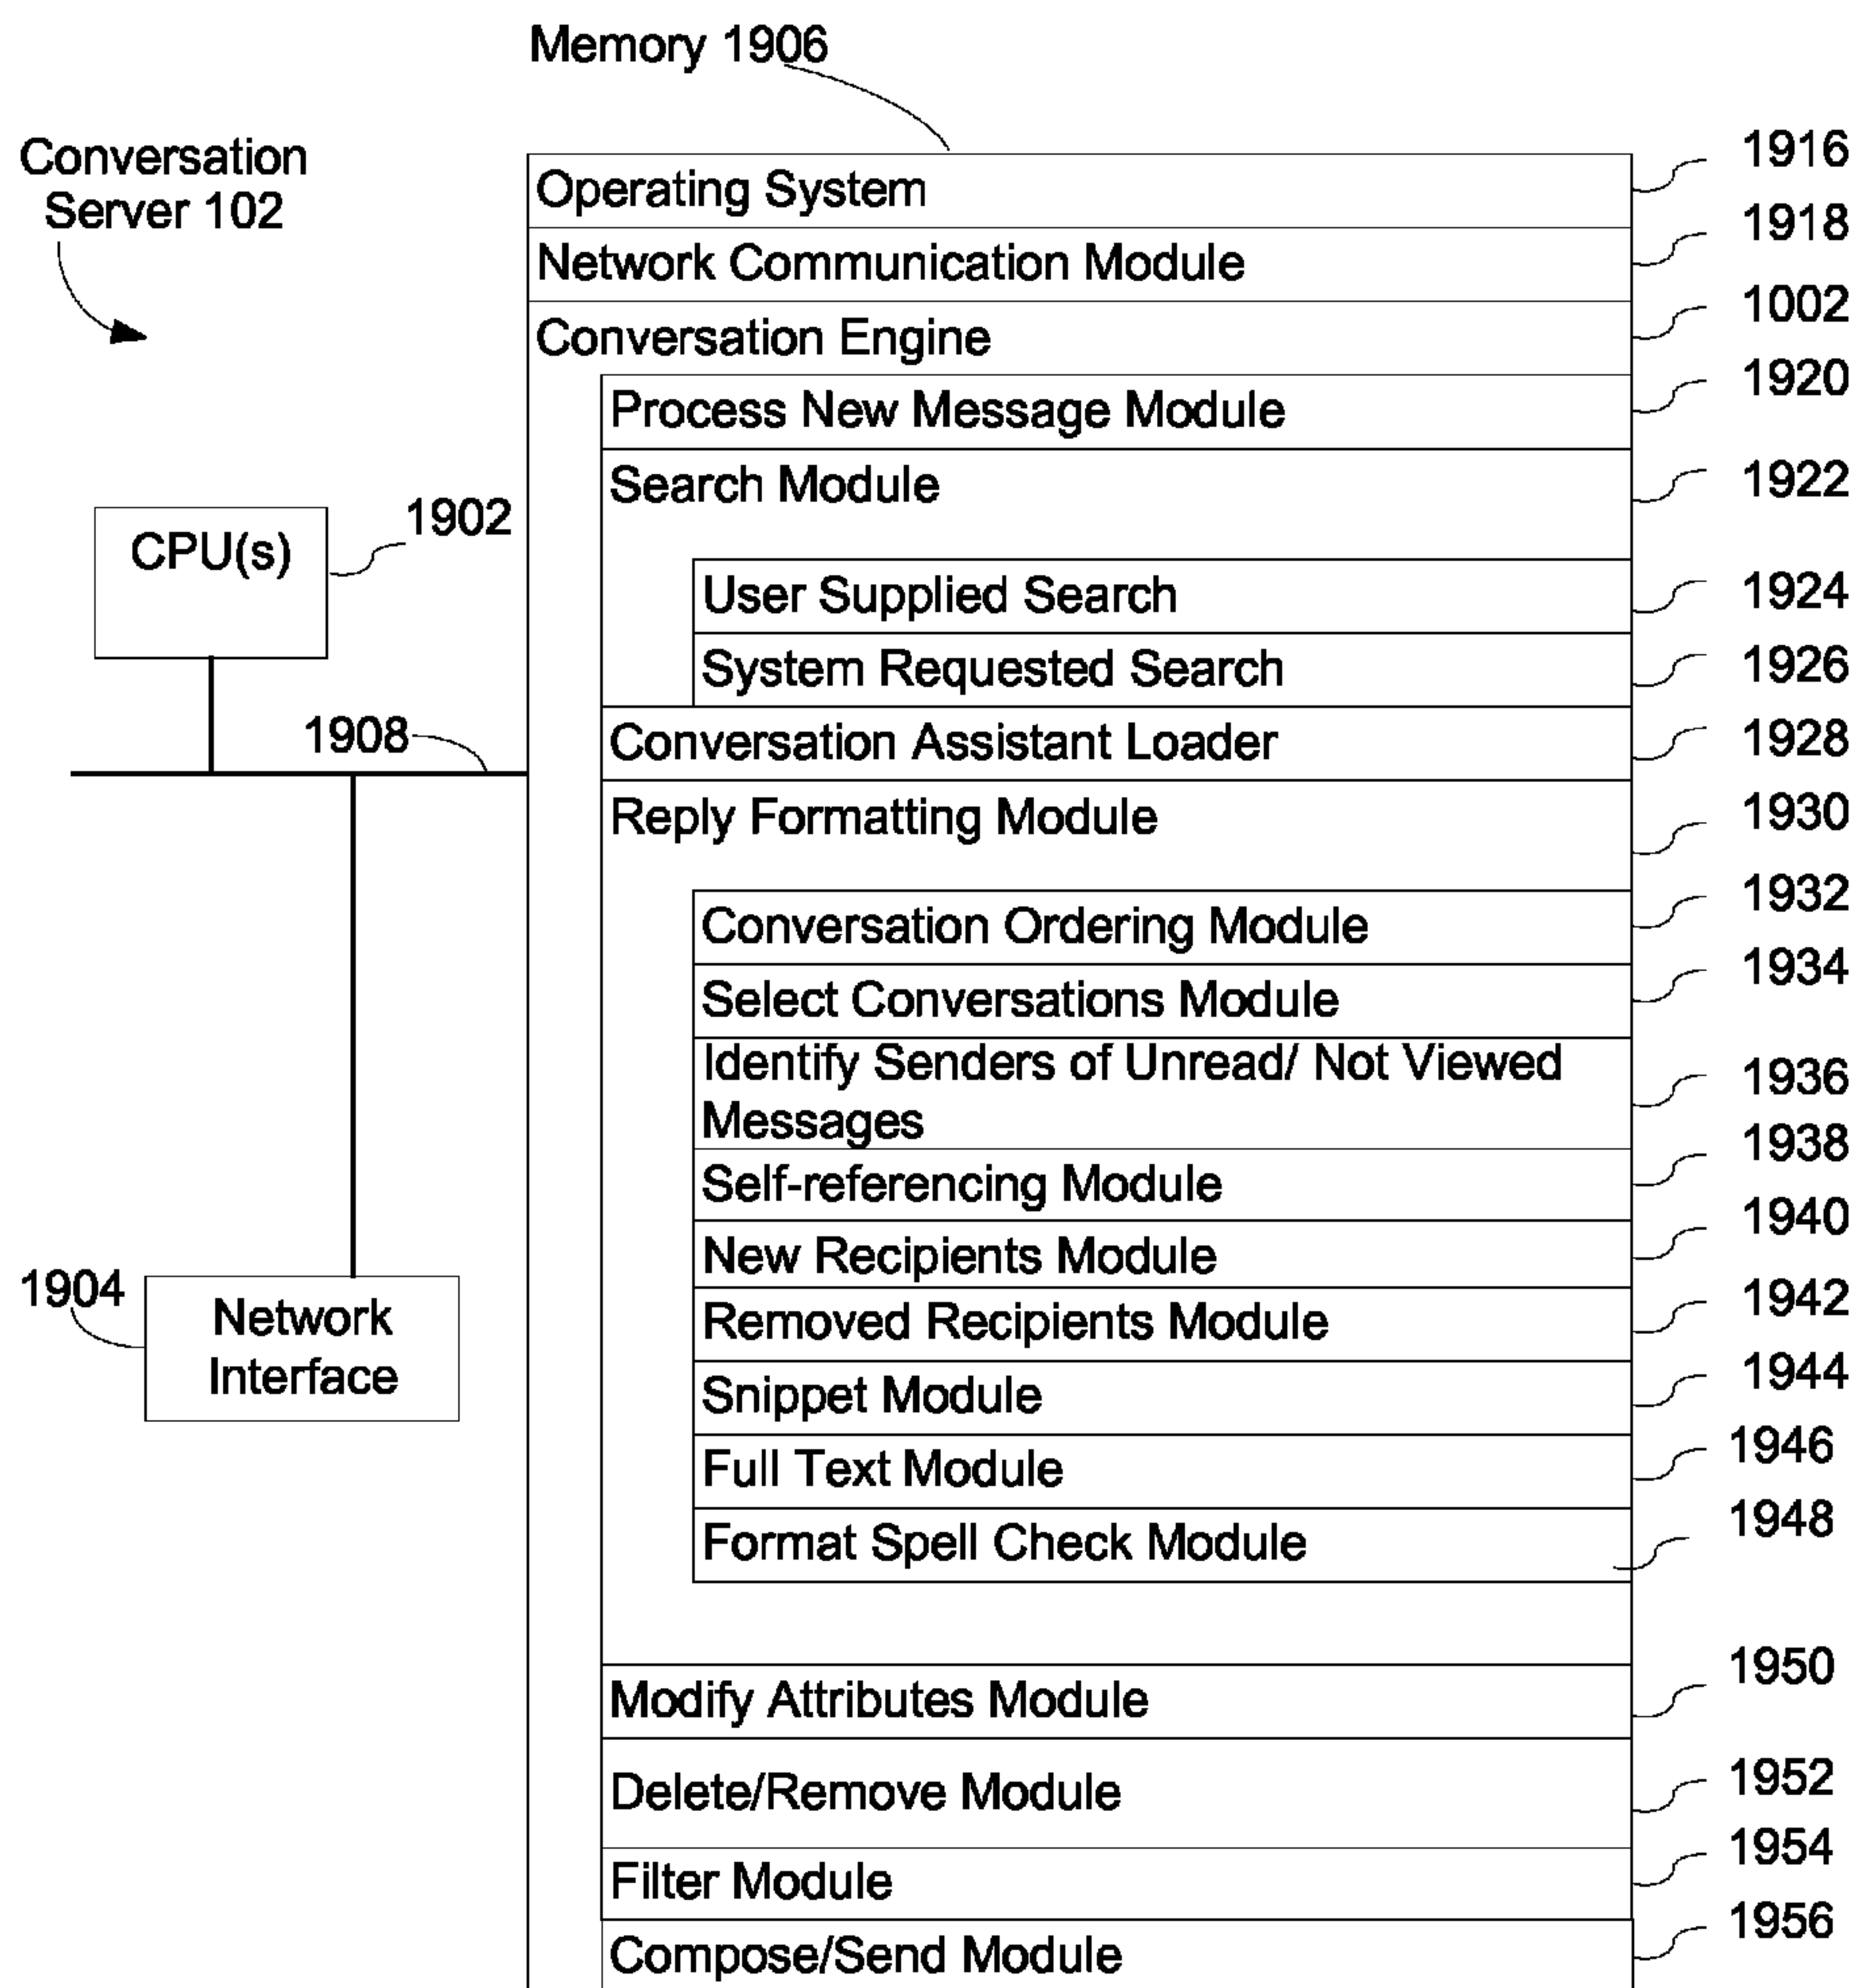 Memory 1906
Conversation
Server 102
Operating System 1916
Network Communication Module 1918
Conversation Engine 1002
Process New Message Module 1920
Search Module 1922
CPU(s) 1902
User Supplied Search 1924
System Requested Search 1926
1908
Conversation Assistant Loader 1928
Reply Formatting Module 1930
Conversation Ordering Module 1932
Select Conversations Module 1934
Identify Senders of Unread/ Not Viewed
Messages 1936
Self-referencing Module 1938
New Recipients Module 1940
1904
Network
Interface
Removed Recipients Module 1942
Snippet Module 1944
Full Text Module 1946
Format Spell Check Module 1948
Modify Attributes Module 1950
Delete/Remove Module 1952
Filter Module 1954
Compose/Send Module 1956